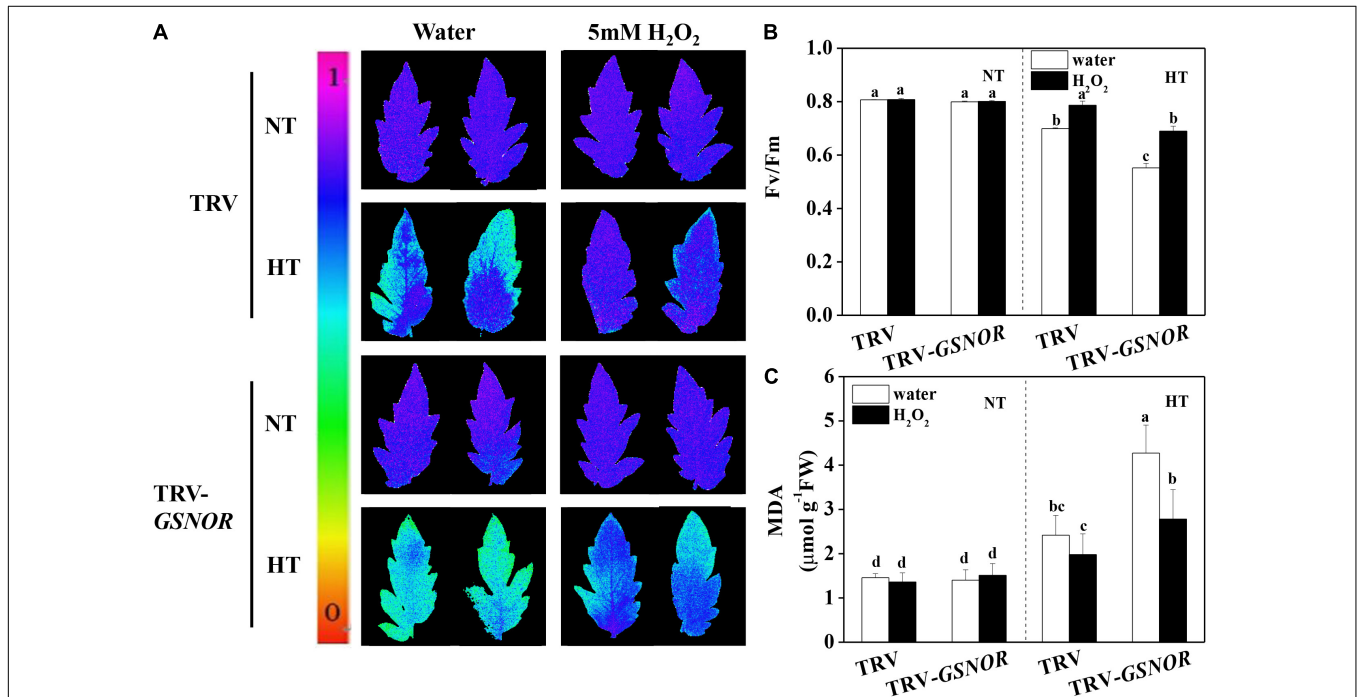 A
Water
5mM H₂O₂
1
0
TRV
NT
HT
TRV-
GSNOR
NT
HT
B
Fv/Fm
1.0
0.8
0.6
0.4
0.2
0.0
water
H₂O₂
NT
HT
a a
a a
b a
c b
TRV
TRV-GSNOR
TRV
TRV-GSNOR
C
MDA
(μmol g⁻¹FW)
6
5
4
3
2
1
0
water
H₂O₂
NT
HT
d d
d d
bc c
a b
TRV
TRV-GSNOR
TRV
TRV-GSNOR